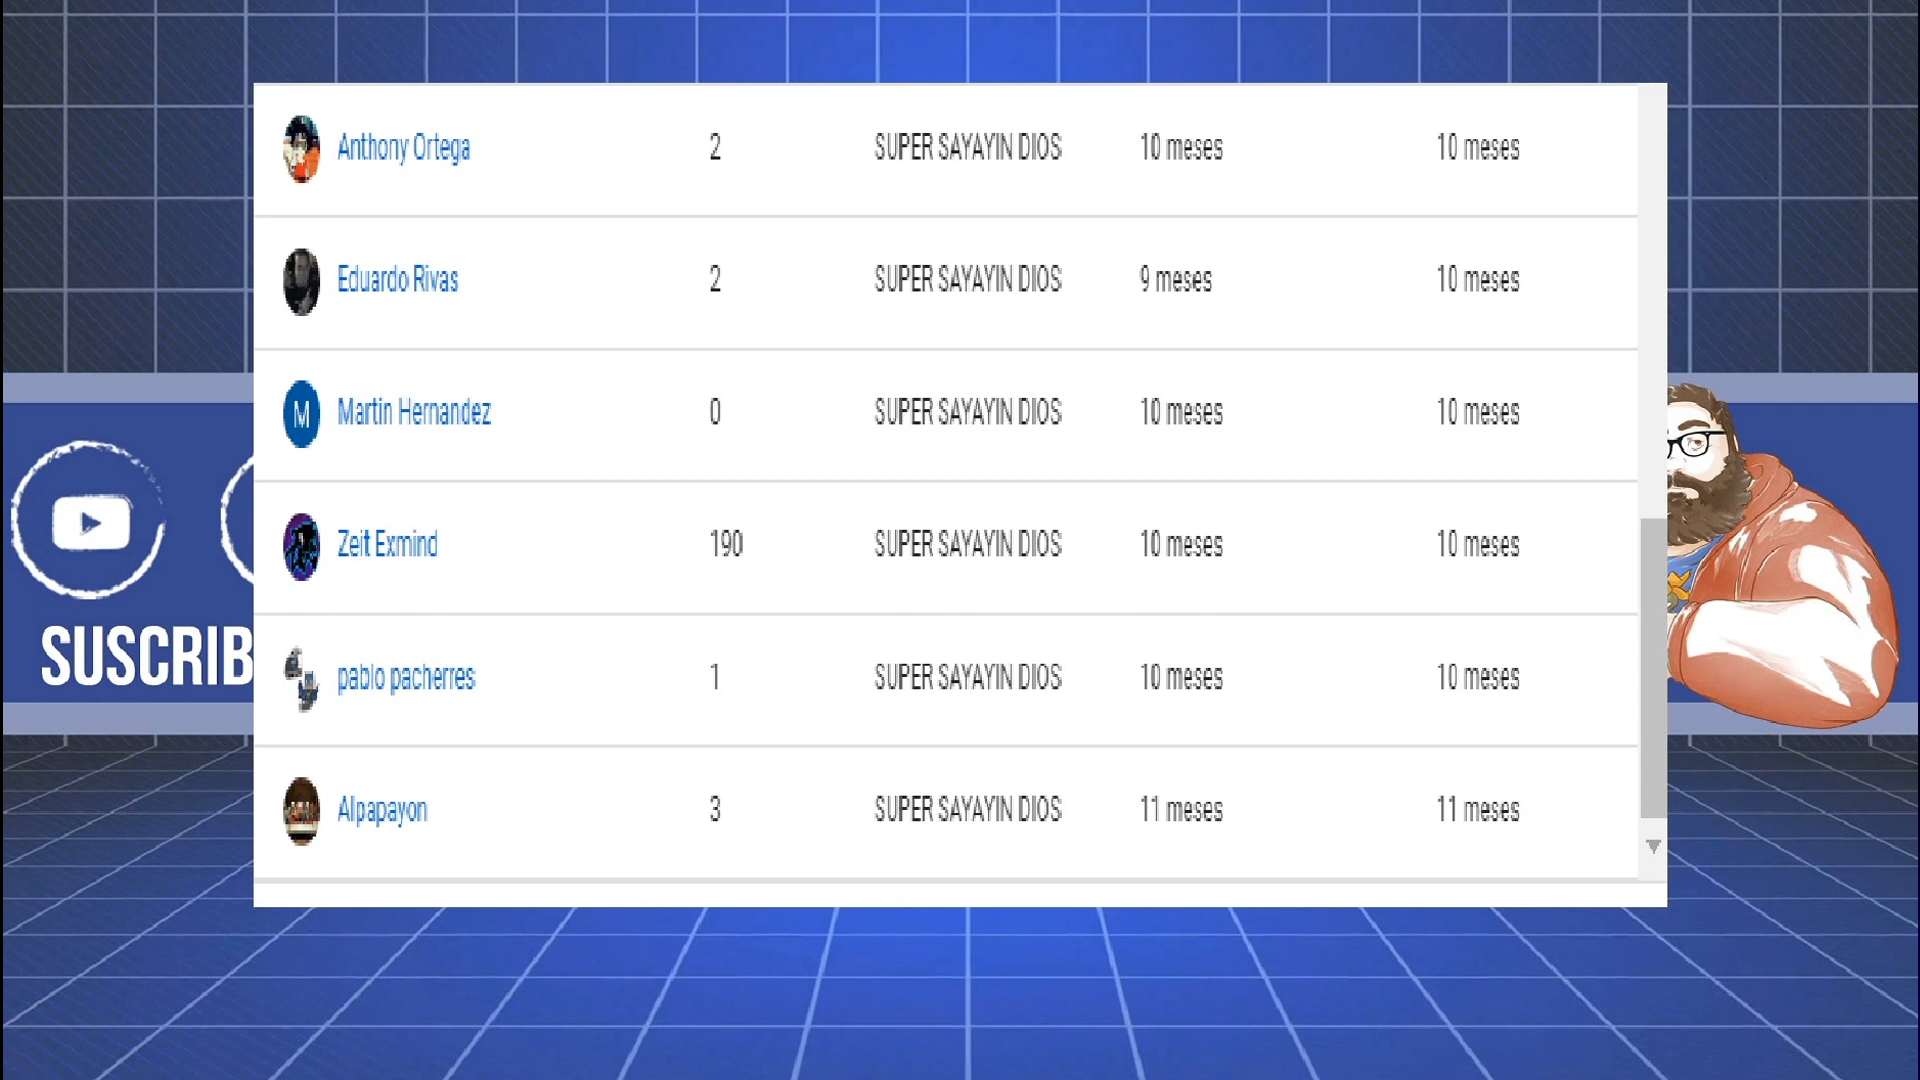 Anthony Ortega 2 SUPER SAYAYIN DIOS 10 meses 10 meses
Eduardo Rivas 2 SUPER SAYAYIN DIOS 9 meses 10 meses
M Martin Hernandez 0 SUPER SAYAYIN DIOS 10 meses 10 meses
Zeit Exmind 190 SUPER SAYAYIN DIOS 10 meses 10 meses
pablo pacherres 1 SUPER SAYAYIN DIOS 10 meses 10 meses
Alpapayon 3 SUPER SAYAYIN DIOS 11 meses 11 meses
SUSCRIB